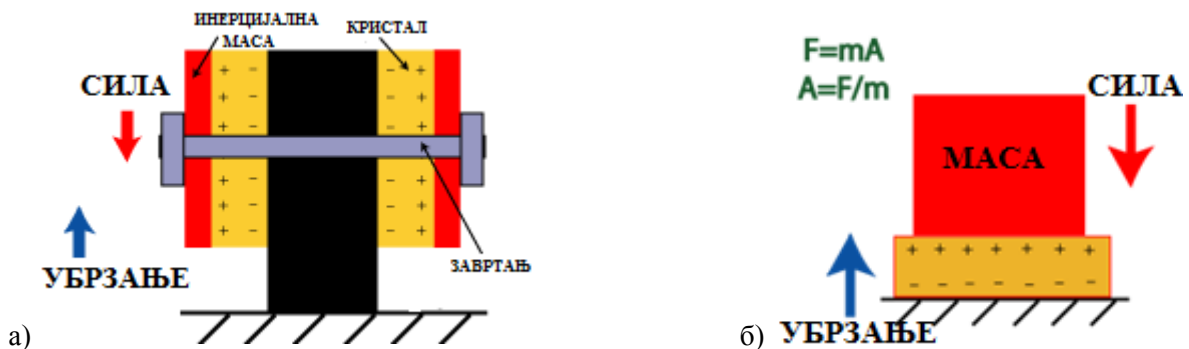 ИНЕРЦИЈАЛНА
МАСА
КРИСТАЛ
СИЛА
УБРЗАЊЕ
ЗАВРТАЊ
а)
F=mA
A=F/m
СИЛА
МАСА
УБРЗАЊЕ
б)